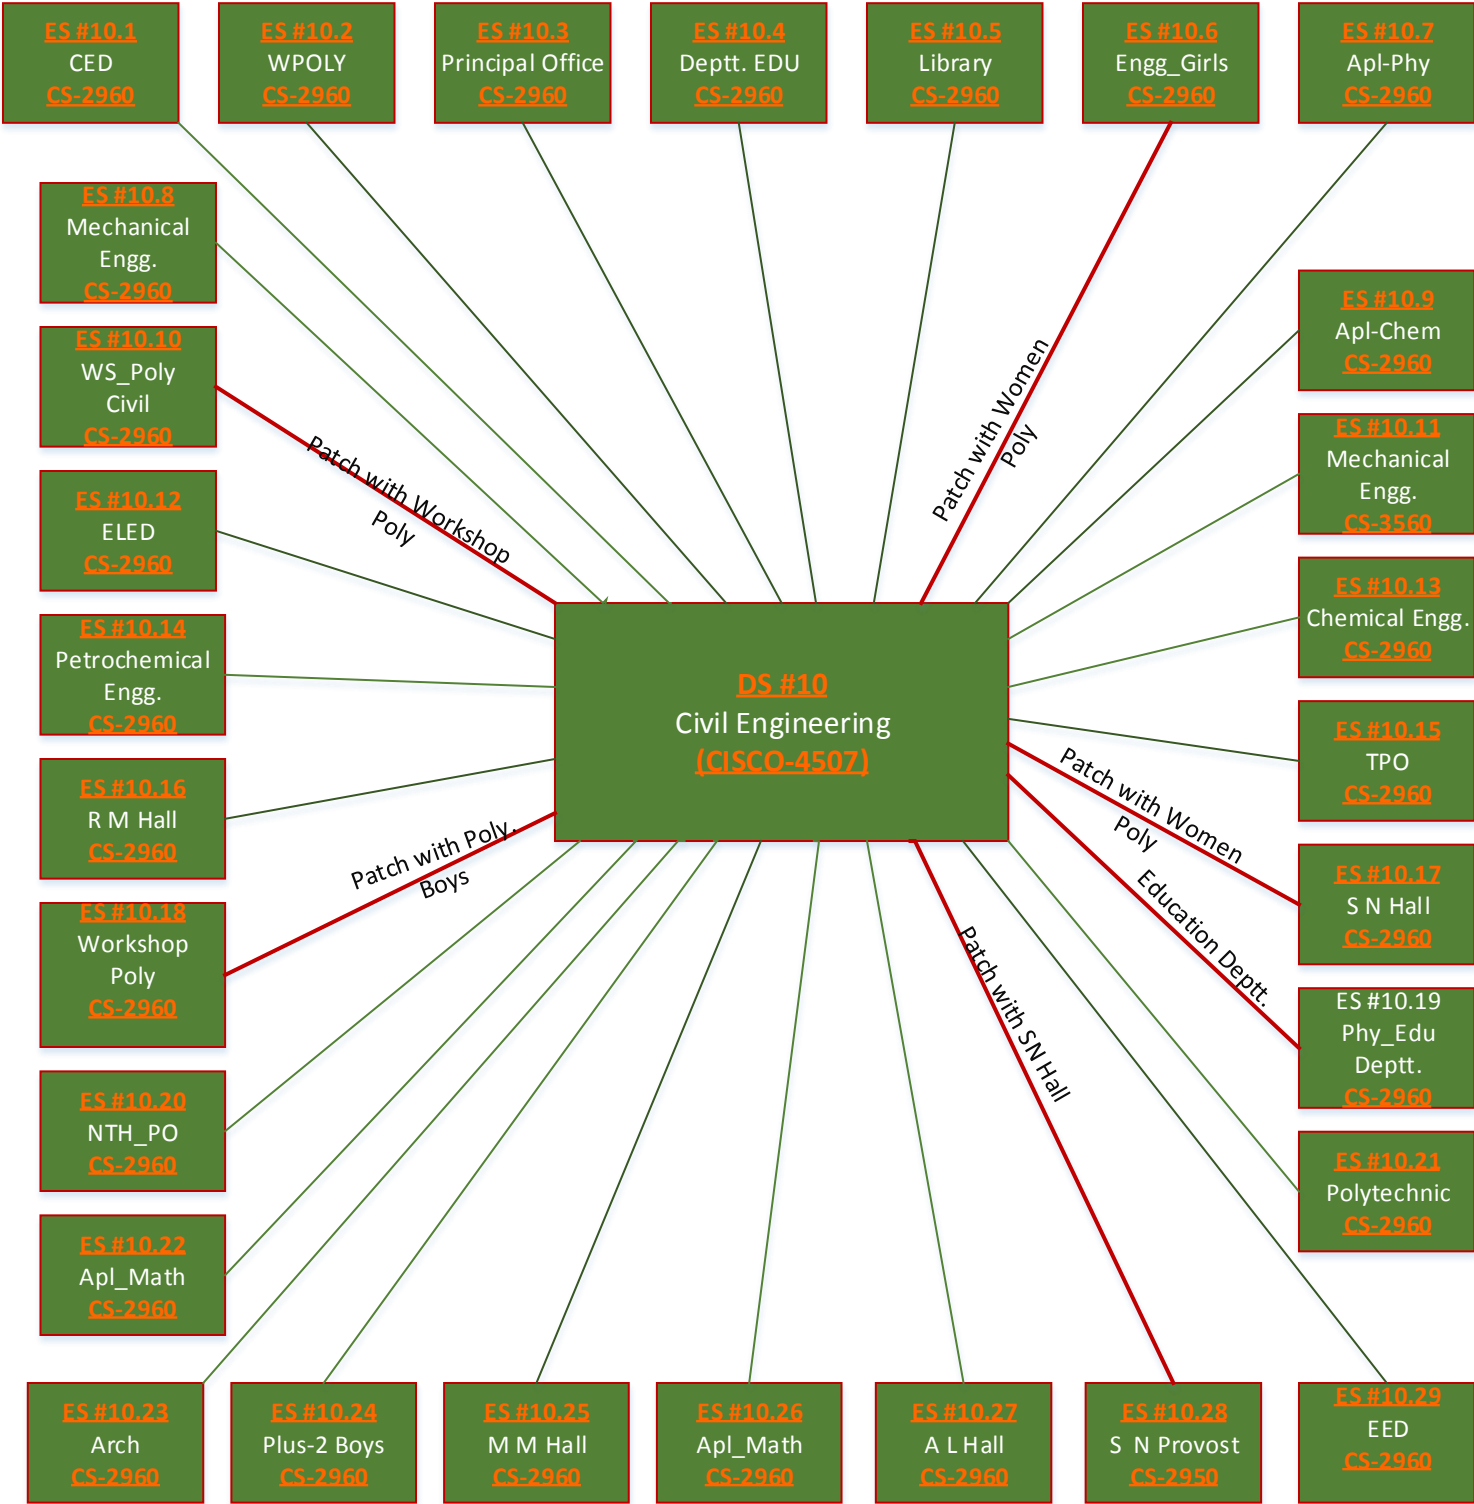 ES #10.1
CED
CS-2960
ES #10.2
WPOLY
CS-2960
ES #10.3
Principal Office
CS-2960
ES #10.4
Deptt. EDU
CS-2960
ES #10.5
Library
CS-2960
ES #10.6
Engg_Girls
CS-2960
ES #10.7
Apl-Phy
CS-2960
ES #10.8
Mechanical
Engg.
CS-2960
ES #10.9
Apl-Chem
CS-2960
ES #10.10
WS_Poly
Civil
CS-2960
Patch with Workshop
Poly
Patch with Women
Poly
ES #10.11
Mechanical
Engg.
CS-3560
ES #10.12
ELED
CS-2960
ES #10.13
Chemical Engg.
CS-2960
ES #10.14
Petrochemical
Engg.
CS-2960
DS #10
Civil Engineering
(CISCO-4507)
ES #10.15
TPO
CS-2960
ES #10.16
R M Hall
CS-2960
Patch with Women
Poly
ES #10.17
S N Hall
CS-2960
Patch with Poly.
Boys
ES #10.18
Workshop
Poly
CS-2960
Education Deptt.
ES #10.19
Phy_Edu
Deptt.
CS-2960
Patch with SN Hall
ES #10.20
NTH_PO
CS-2960
ES #10.21
Polytechnic
CS-2960
ES #10.22
Apl_Math
CS-2960
ES #10.23
Arch
CS-2960
ES #10.24
Plus-2 Boys
CS-2960
ES #10.25
M M Hall
CS-2960
ES #10.26
Apl_Math
CS-2960
ES #10.27
A L Hall
CS-2960
ES #10.28
S N Provost
CS-2950
ES #10.29
EED
CS-2960